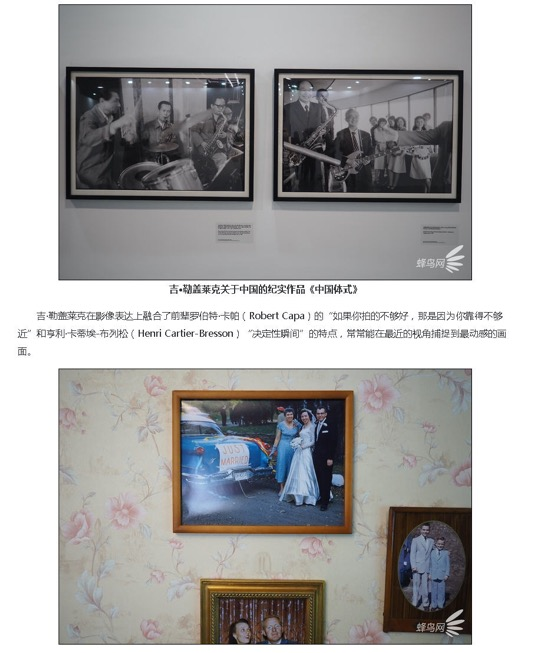 蜂鸟网
吉•勒盖莱克关于中国的纪实作品《中国体式》
吉·勒盖莱克在影像表达上融合了前辈罗伯特·卡帕（Robert Capa）的“如果你拍的不够好，那是因为你靠得不够
近”和亨利·卡蒂埃-布列松（Henri Cartier-Bresson）“决定性瞬间”的特点，常常能在最近的视角捕捉到最动感的画
面。
JUST
MARRIED
蜂鸟网